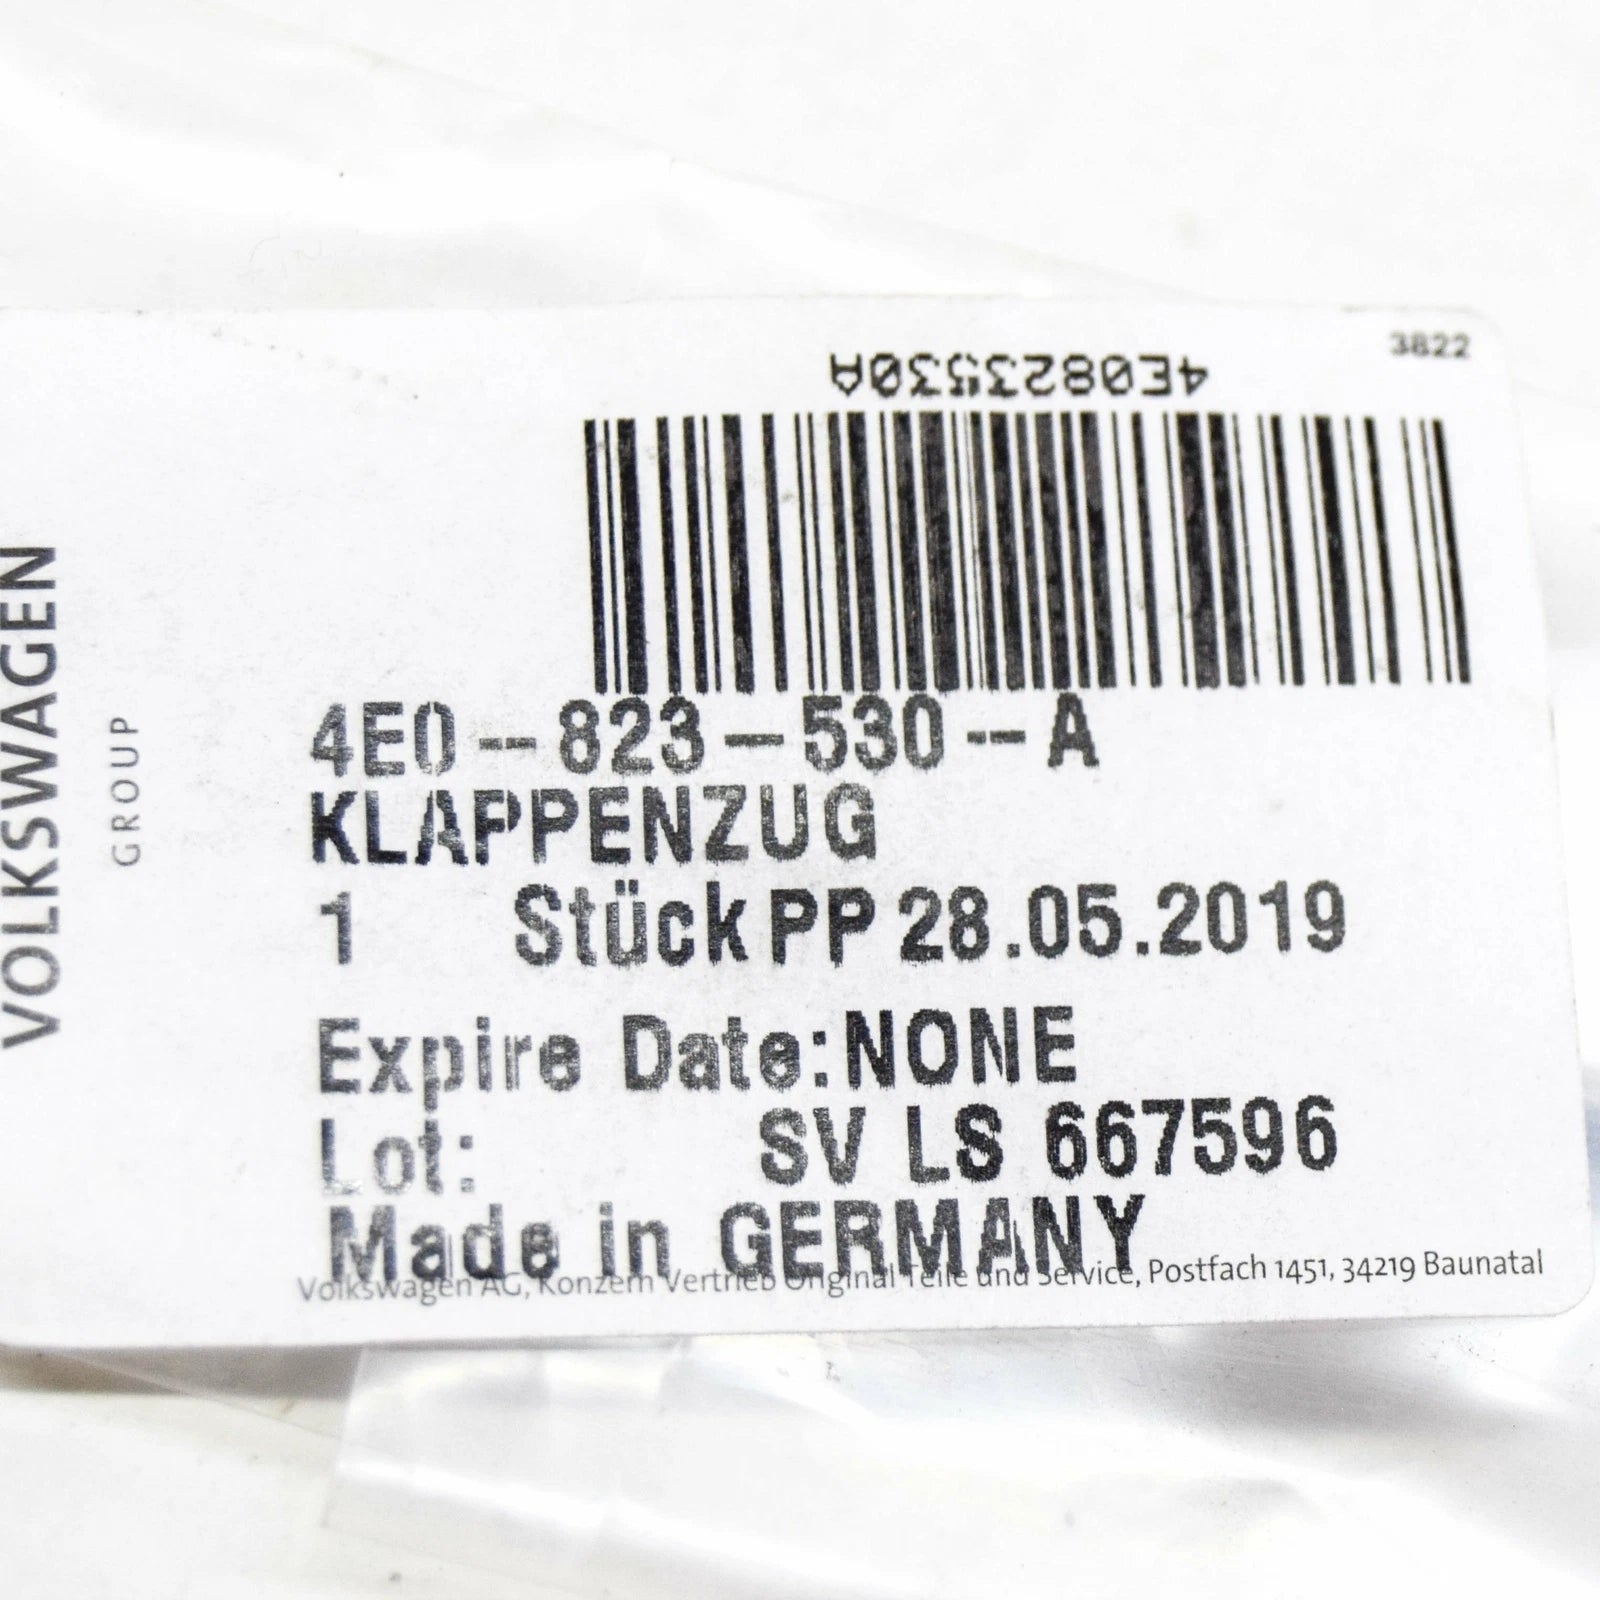 3822
4E0823530A
VOLKSWAGEN
GROUP
4E0--823--530--A
KLAPPENZUG
1 Stück PP 28.05.2019
Expire Date:NONE
Lot: SV LS 667596
Made in GERMANY
Volkswagen AG, Konzern Vertrieb Original Teile und Service, Postfach 1451, 34219 Baunatal